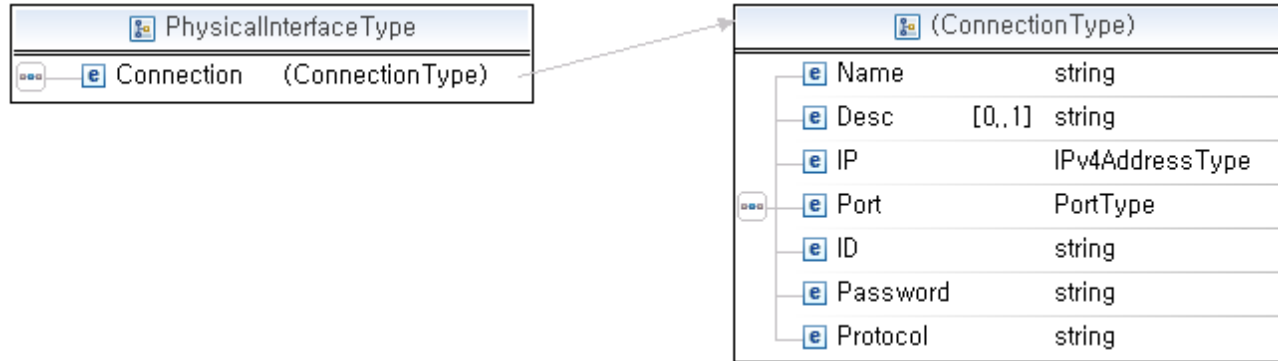 PhysicalInterfaceType
e Connection (ConnectionType)
(ConnectionType)
e Name string
e Desc [0,,1] string
e IP IPv4AddressType
e Port PortType
e ID string
e Password string
e Protocol string